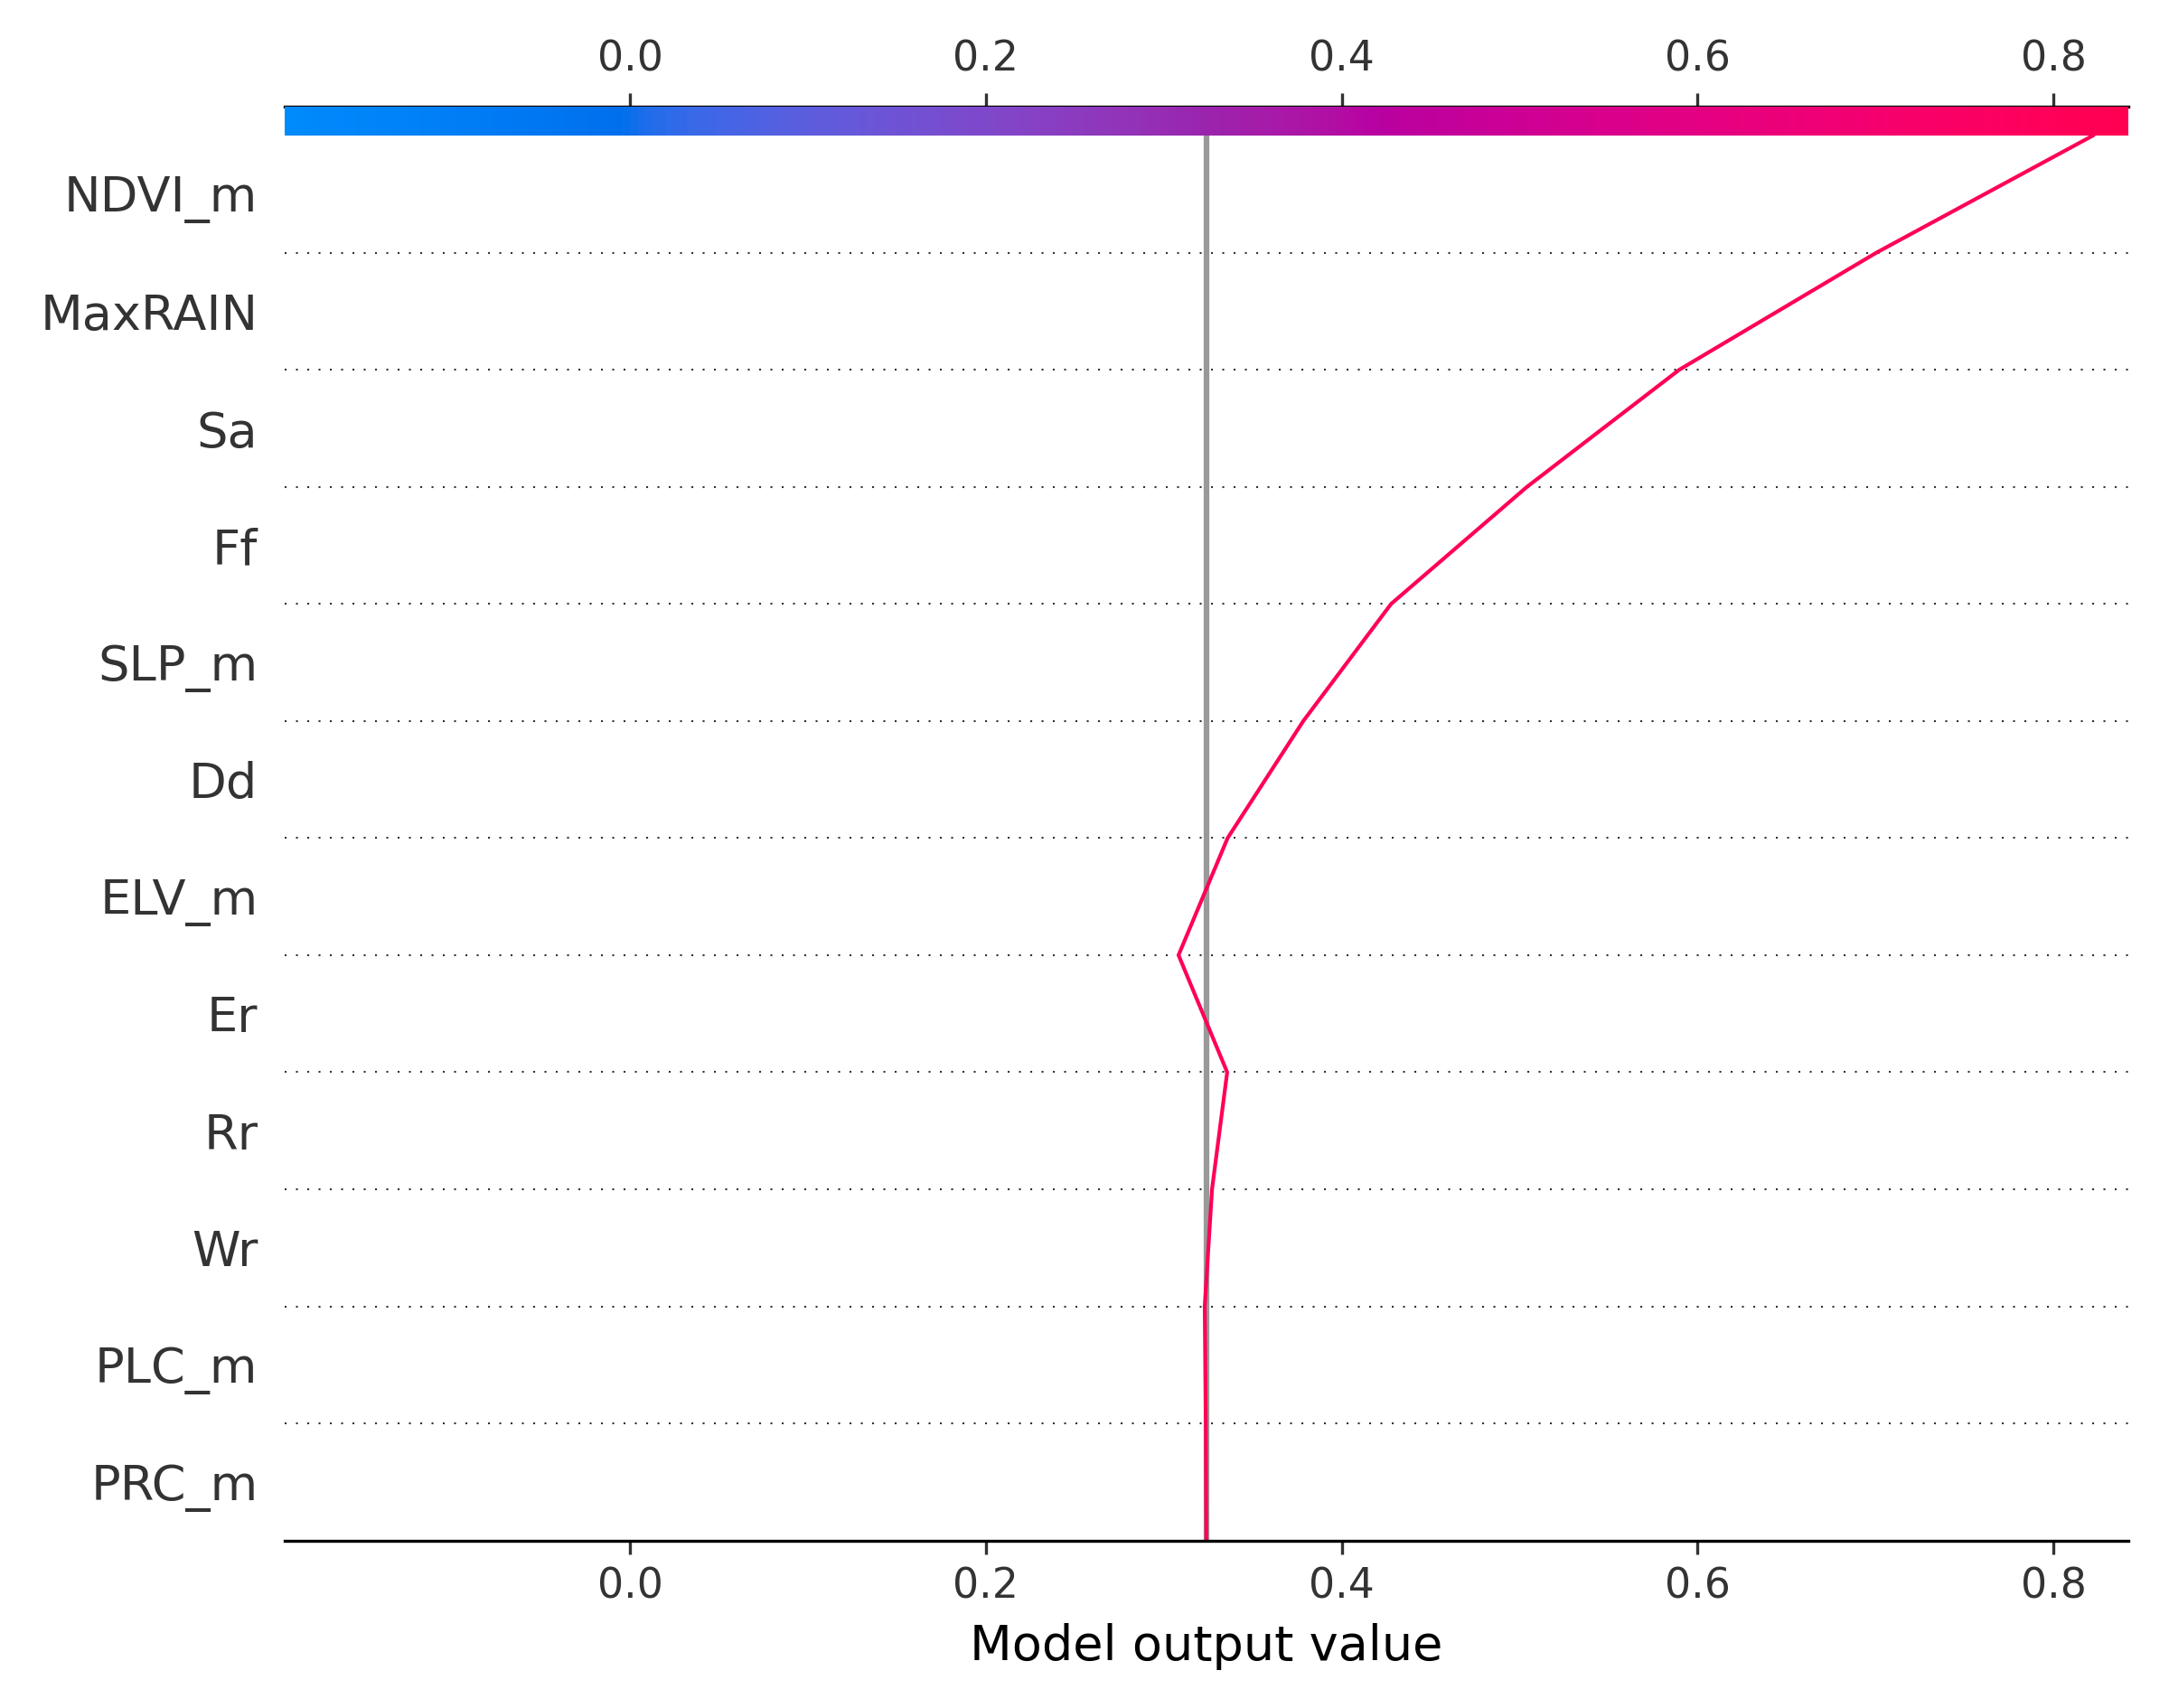 0.0 0.2 0.4 0.6 0.8
NDVI_m
MaxRAIN
Sa
Ff
SLP_m
Dd
ELV_m
Er
Rr
Wr
PLC_m
PRC_m
0.0 0.2 0.4 0.6 0.8
Model output value